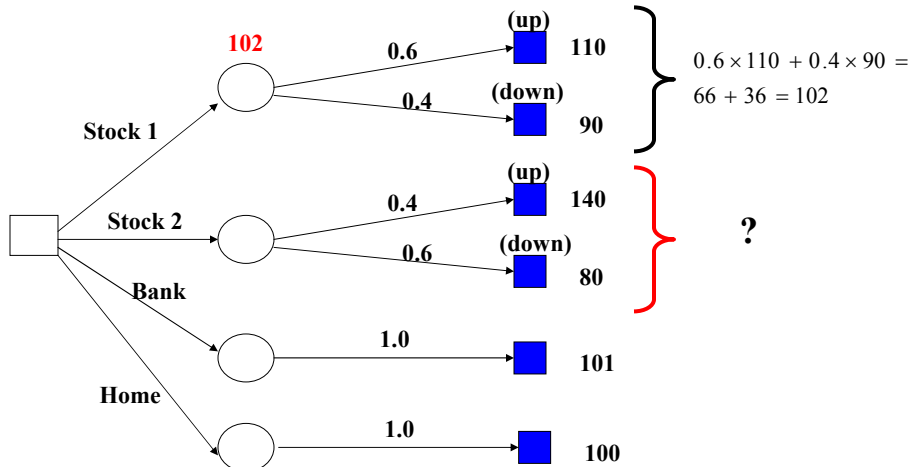 (up)
102
0.6
110
0.6 × 110 + 0.4 × 90 =
66 + 36 = 102
(down)
0.4
90
Stock 1
(up)
0.4
140
Stock 2
?
(down)
0.6
80
Bank
1.0
101
Home
1.0
100